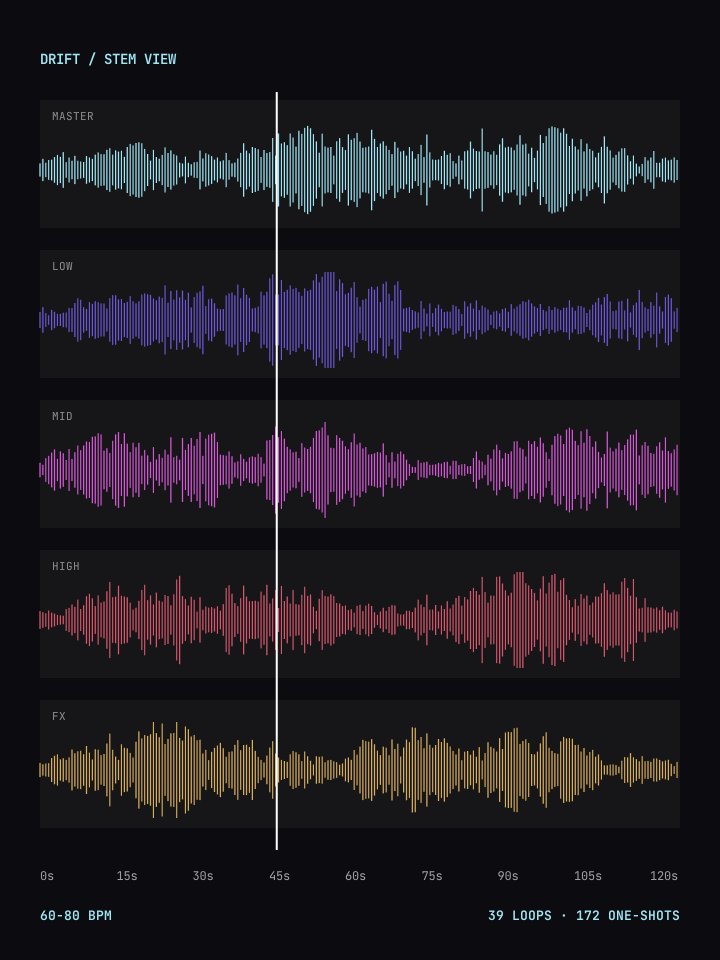 DRIFT / STEM VIEW
MASTER
LOW
MID
HIGH
FX
0s 15s 30s 45s 60s 75s 90s 105s 120s
60-80 BPM 39 LOOPS · 172 ONE-SHOTS